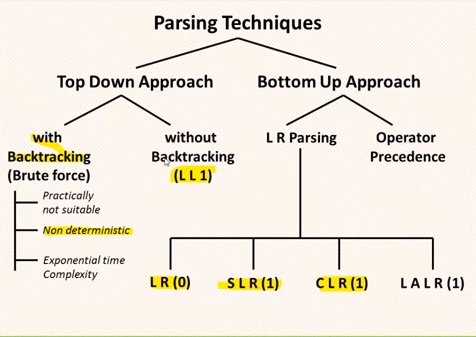 Parsing Techniques
Top Down Approach
Bottom Up Approach
with
Backtracking
(Brute force)
without
Backtracking
(L L 1)
L R Parsing
Operator
Precedence
Practically
not suitable
Non deterministic
Exponential time
Complexity
L R (0)
S L R (1)
C L R (1)
L A L R (1)